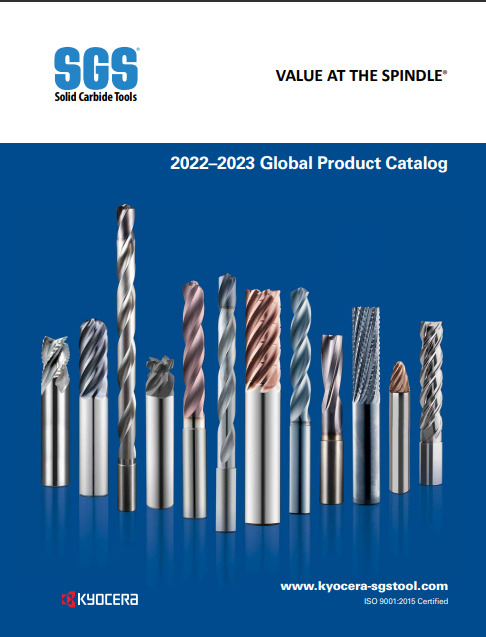 SGS®
Solid Carbide Tools
VALUE AT THE SPINDLE®
2022–2023 Global Product Catalog
www.kyocera-sgstool.com
KYOCERA
ISO 9001:2015 Certified